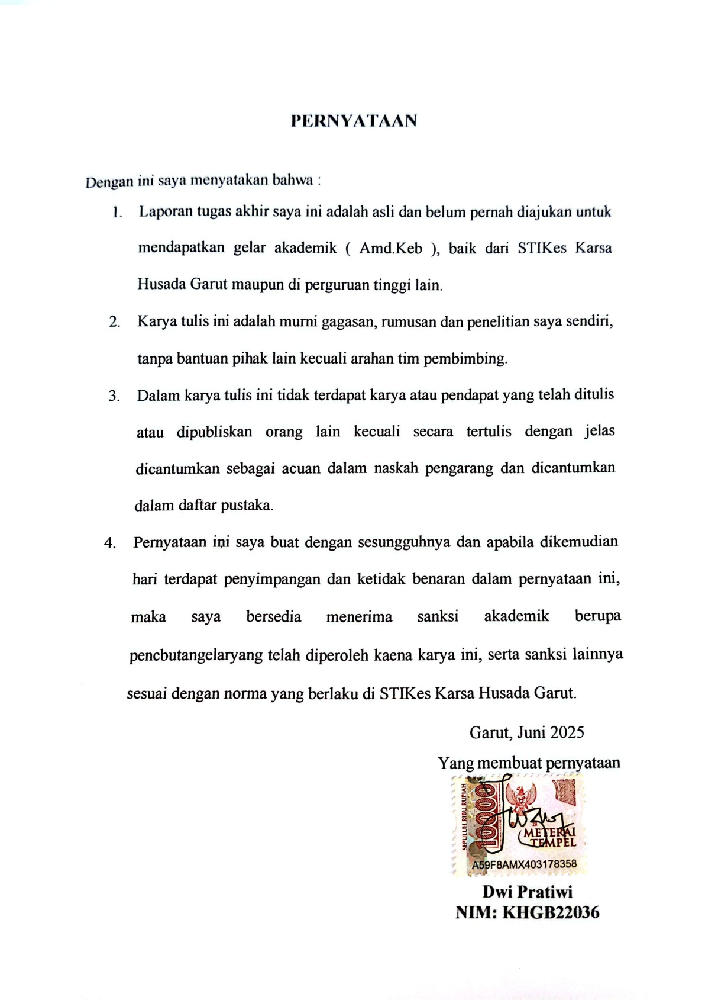 PERNYATAAN
Dengan ini saya menyatakan bahwa :
1. Laporan tugas akhir saya ini adalah asli dan belum pernah diajukan untuk
mendapatkan gelar akademik ( Amd.Keb ), baik dari STIKes Karsa
Husada Garut maupun di perguruan tinggi lain.
2. Karya tulis ini adalah murni gagasan, rumusan dan penelitian saya sendiri,
tanpa bantuan pihak lain kecuali arahan tim pembimbing.
3. Dalam karya tulis ini tidak terdapat karya atau pendapat yang telah ditulis
atau dipubliskan orang lain kecuali secara tertulis dengan jelas
dicantumkan sebagai acuan dalam naskah pengarang dan dicantumkan
dalam daftar pustaka.
4. Pernyataan ini saya buat dengan sesungguhnya dan apabila dikemudian
hari terdapat penyimpangan dan ketidak benaran dalam pernyataan ini,
maka saya bersedia menerima sanksi akademik berupa
pencbutangelaryang telah diperoleh kaena karya ini, serta sanksi lainnya
sesuai dengan norma yang berlaku di STIKes Karsa Husada Garut.
Garut, Juni 2025
Yang membuat pernyataan
SEPULUH RIBU RUPIAH
10000
METERAI
TEMPEL
A59F8AMX403178358
Dwi Pratiwi
NIM: KHGB22036